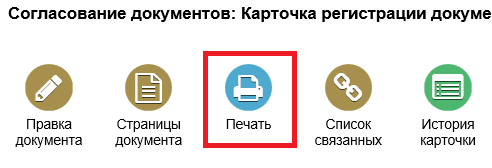 Согласование документов: Карточка регистрации докуме
Правка документа
Страницы документа
Печать
Список связанных
История карточки